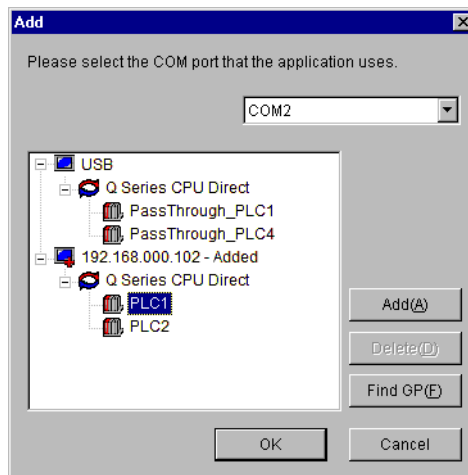 Add
Please select the COM port that the application uses.
COM2
USB
Q Series CPU Direct
PassThrough_PLC1
PassThrough_PLC4
192.168.000.102 - Added
Q Series CPU Direct
PLC1
PLC2
Add(A)
Delete(D)
Find GP(F)
OK
Cancel